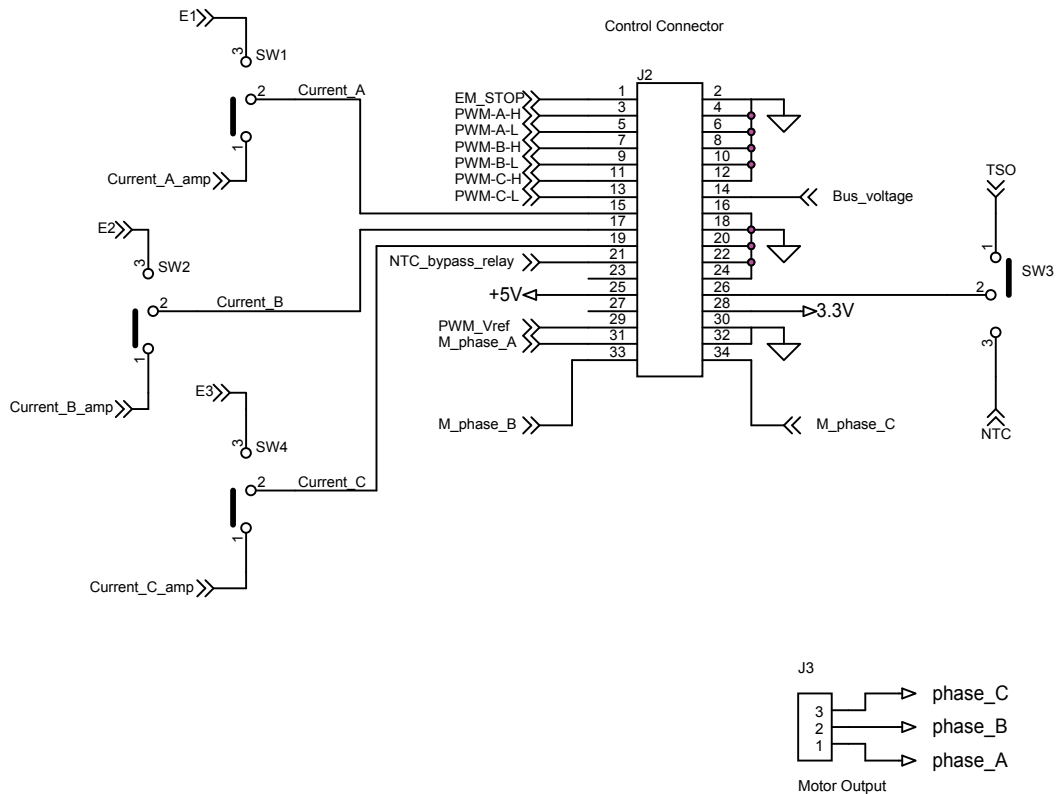 E1
3
SW1
2
Current_A
1
Current_A_amp
E2
3
SW2
2
Current_B
1
Current_B_amp
E3
3
SW4
2
Current_C
1
Current_C_amp
Control Connector
J2
EM_STOP 1 2
PWM-A-H 3 4
PWM-A-L 5 6
PWM-B-H 7 8
PWM-B-L 9 10
PWM-C-H 11 12
PWM-C-L 13 14 Bus_voltage
15 16
17 18
19 20
NTC_bypass_relay 21 22
23 24
+5V 25 26
27 28 3.3V
PWM_Vref 29 30
M_phase_A 31 32
33 34
M_phase_B
M_phase_C
TSO
1
SW3
2
3
NTC
J3
3 phase_C
2 phase_B
1 phase_A
Motor Output